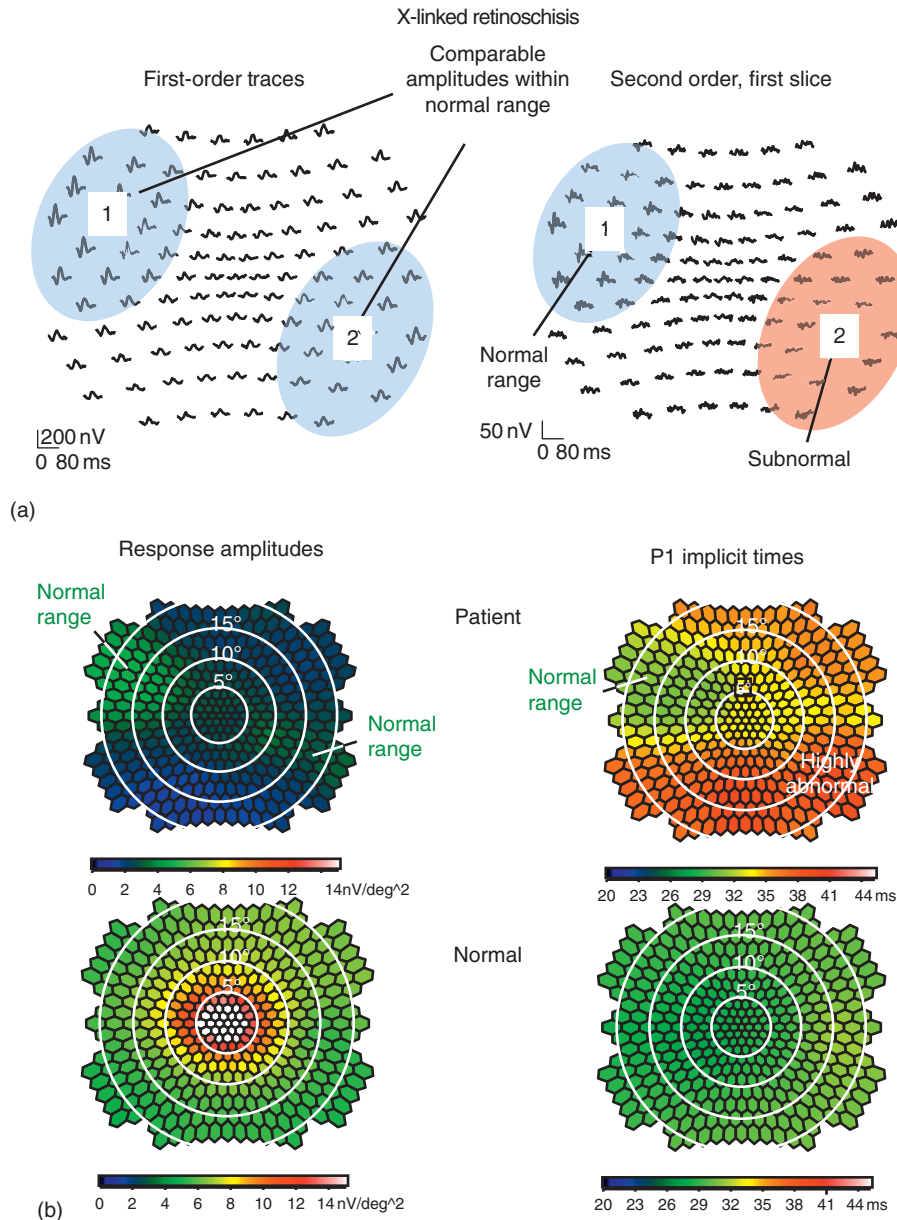 X-linked retinoschisis
First-order traces
Comparable
amplitudes within
normal range
Second order, first slice
1
2
200 nV
0 80 ms
1
2
Normal
range
50 nV
0 80 ms
Subnormal
(a)
Response amplitudes
P1 implicit times
Normal
range
Patient
15°
10°
5°
Normal
range
15°
10°
5°
Normal
range
Highly
abnormal
0 2 4 6 8 10 12 14nV/deg^2
20 23 26 29 32 35 38 41 44 ms
Normal
15°
10°
5°
15°
10°
5°
0 2 4 6 8 10 12 14nV/deg^2
20 23 26 29 32 35 38 41 44 ms
(b)